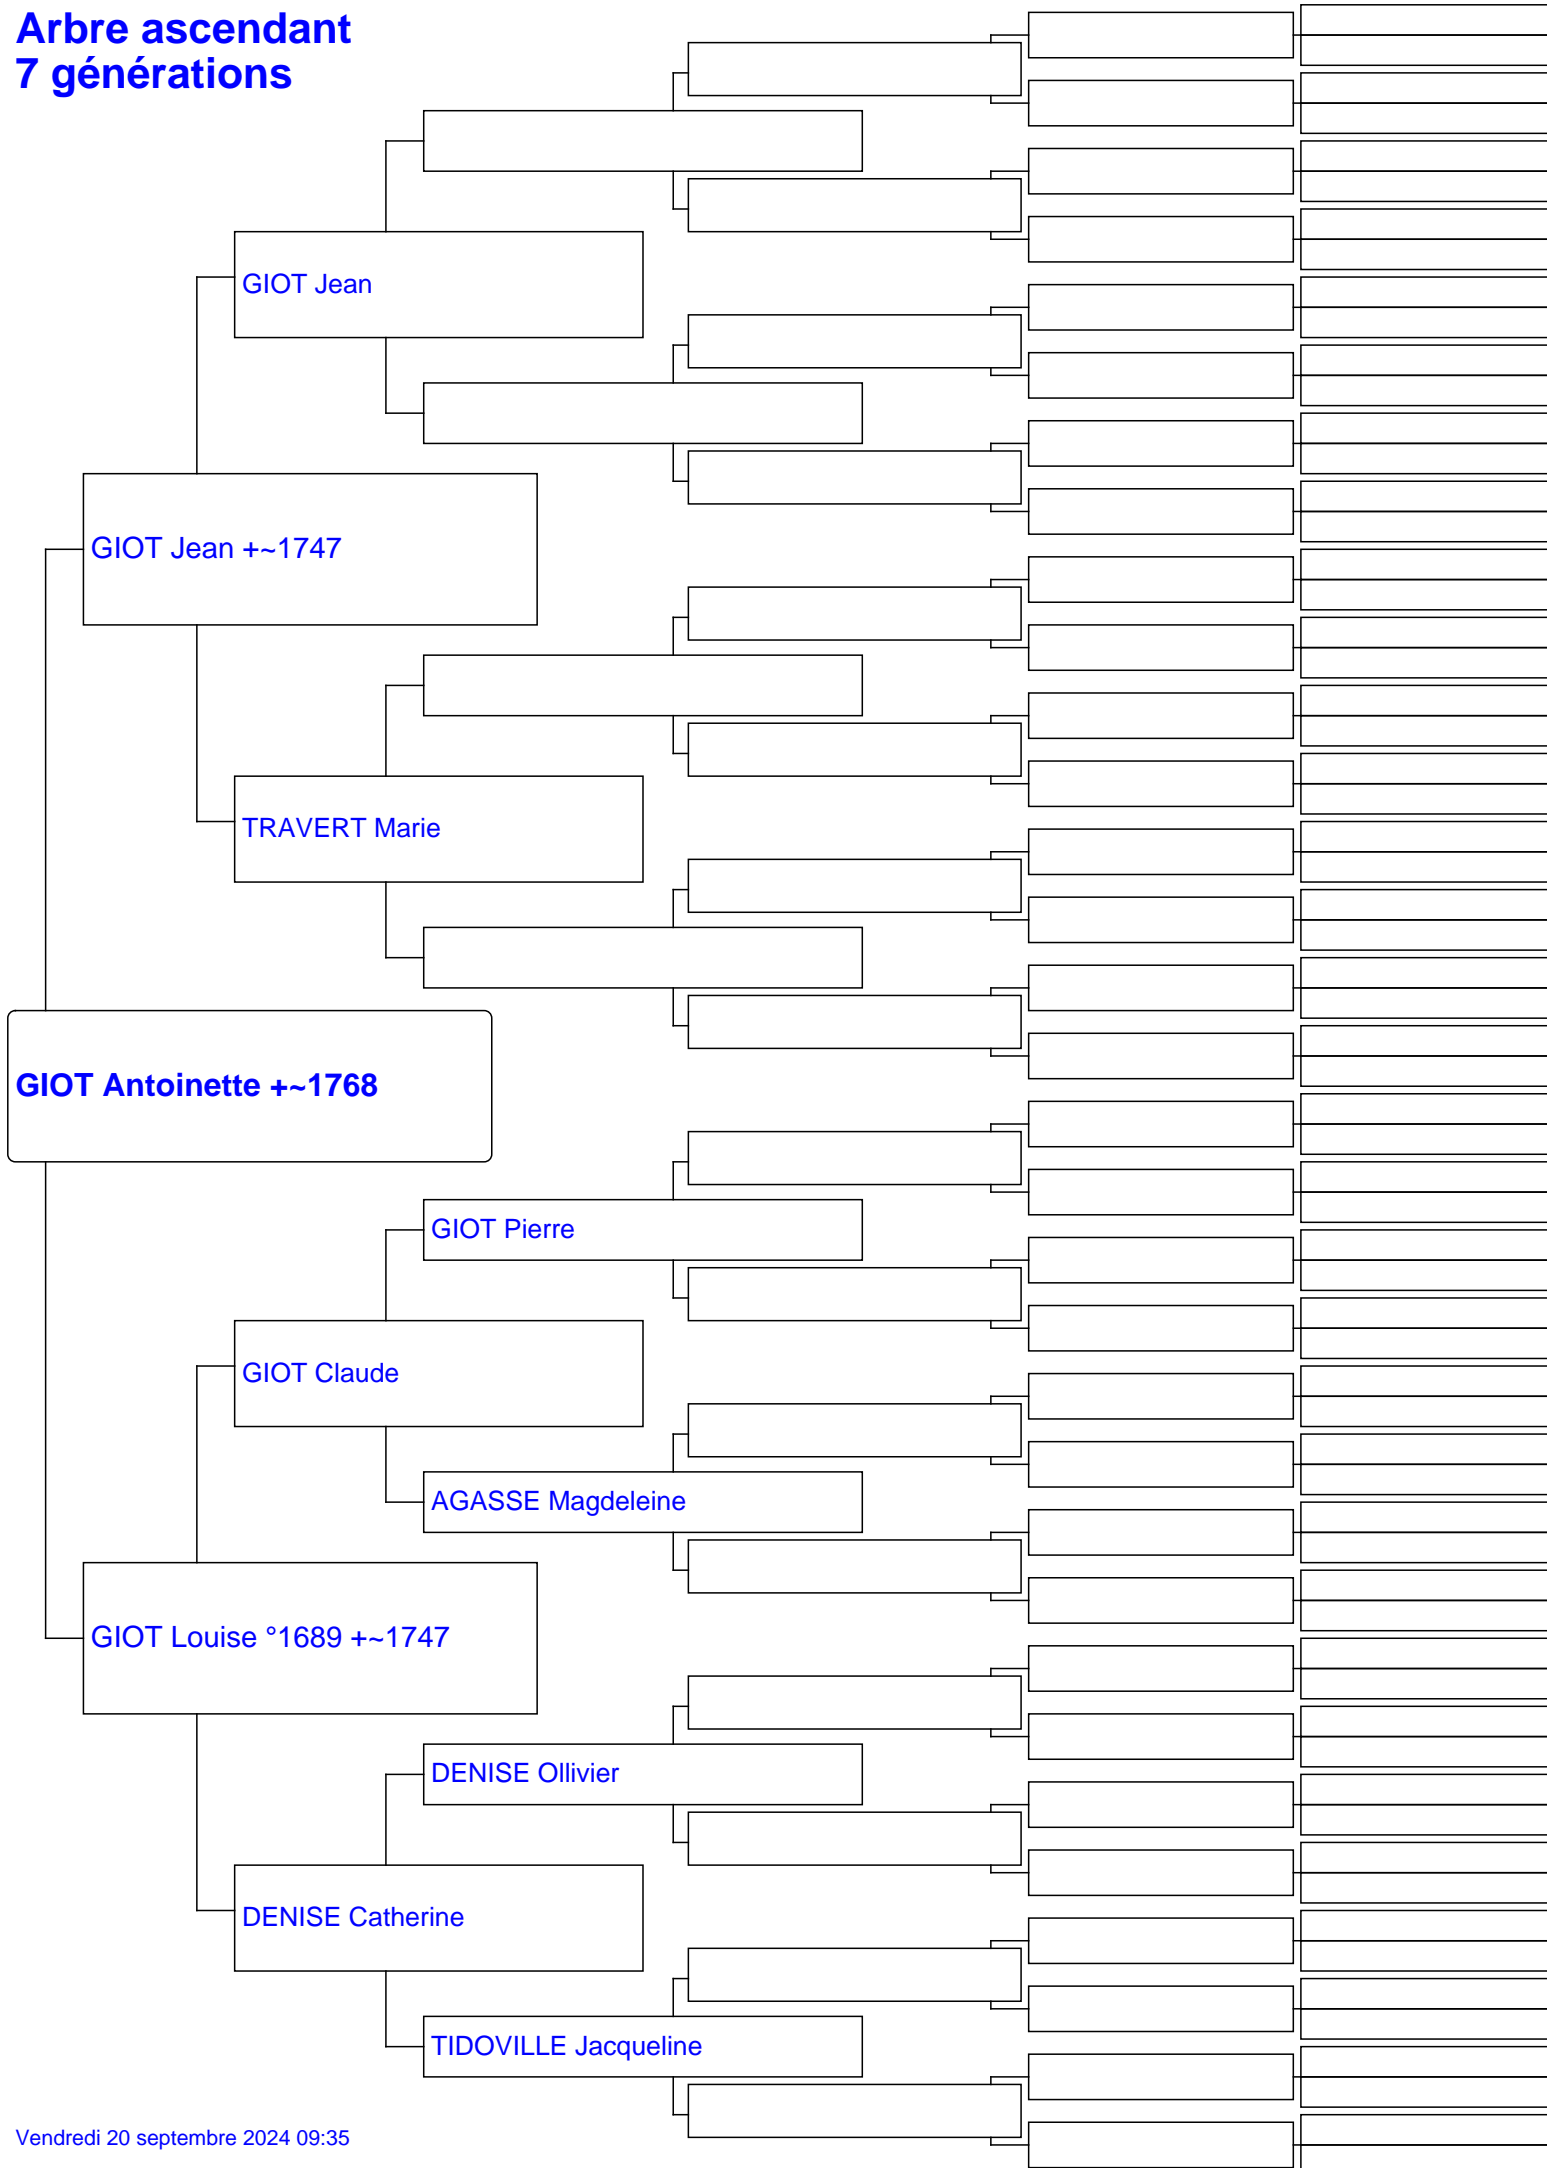 Arbre ascendant
7 générations
GIOT Jean
GIOT Jean +~1747
TRAVERT Marie
GIOT Antoinette +~1768
GIOT Pierre
GIOT Claude
AGASSE Magdeleine
GIOT Louise °1689 +~1747
DENISE Ollivier
DENISE Catherine
TIDOVILLE Jacqueline
Vendredi 20 septembre 2024 09:35